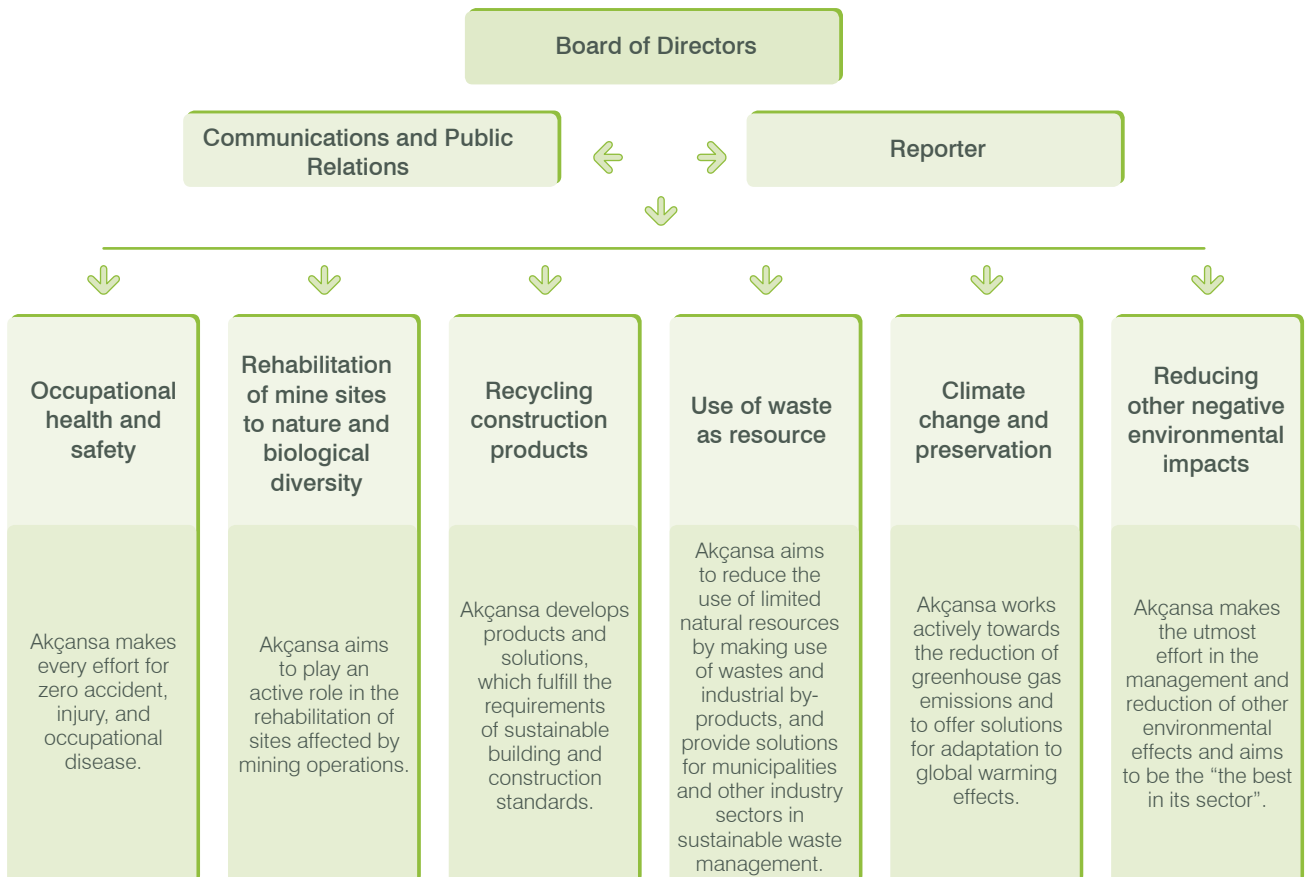 Board of Directors
Communications and Public
Relations
Reporter
Occupational
health and
safety
Rehabilitation
of mine sites
to nature and
biological
diversity
Recycling
construction
products
Use of waste
as resource
Climate
change and
preservation
Reducing
other negative
environmental
impacts
Akçansa makes
every effort for
zero accident,
injury, and
occupational
disease.
Akçansa aims
to play an
active role in the
rehabilitation of
sites affected by
mining operations.
Akçansa develops
products and
solutions,
which fulfill the
requirements
of sustainable
building and
construction
standards.
Akçansa aims
to reduce the
use of limited
natural resources
by making use
of wastes and
industrial by-
products, and
provide solutions
for municipalities
and other industry
sectors in
sustainable waste
management.
Akçansa works
actively towards
the reduction of
greenhouse gas
emissions and
to offer solutions
for adaptation to
global warming
effects.
Akçansa makes
the utmost
effort in the
management and
reduction of other
environmental
effects and aims
to be the “the best
in its sector”.